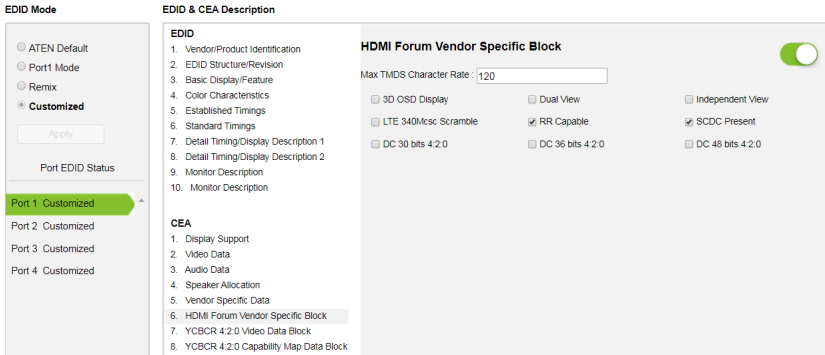 EDID Mode
ATEN Default
Port1 Mode
Remix
Customized
Apply
Port EDID Status
Port 1 Customized
Port 2 Customized
Port 3 Customized
Port 4 Customized
EDID & CEA Description
EDID
1. Vendor/Product Identification
2. EDID Structure/Revision
3. Basic Display/Feature
4. Color Characteristics
5. Established Timings
6. Standard Timings
7. Detail Timing/Display Description 1
8. Detail Timing/Display Description 2
9. Monitor Description
10. Monitor Description
CEA
1. Display Support
2. Video Data
3. Audio Data
4. Speaker Allocation
5. Vendor Specific Data
6. HDMI Forum Vendor Specific Block
7. YCBCR 4:2:0 Video Data Block
8. YCBCR 4:2:0 Capability Map Data Block
HDMI Forum Vendor Specific Block
Max TMDS Character Rate : 120
3D OSD Display Dual View Independent View
LTE 340Mcsc Scramble RR Capable SCDC Present
DC 30 bits 4:2:0 DC 36 bits 4:2:0 DC 48 bits 4:2:0